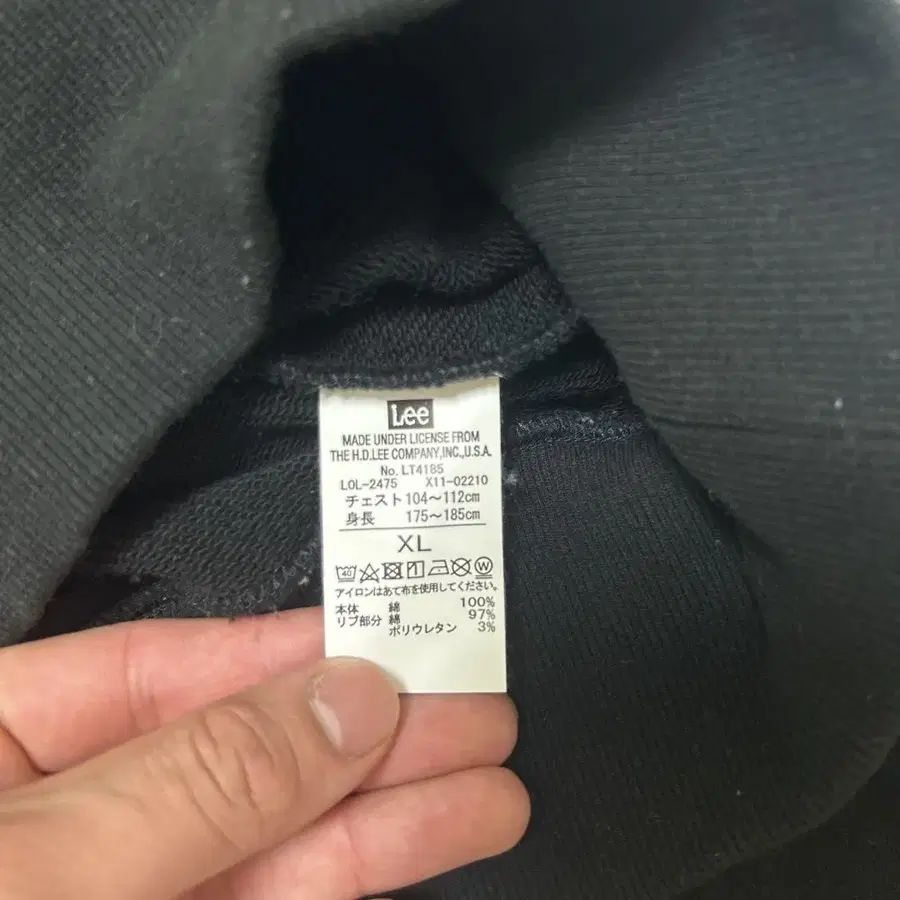 Lee
MADE UNDER LICENSE FROM
THE H.D.LEE COMPANY,INC.,U.S.A.
No. LT4185
LOL-2475 X11-02210
チェスト 104～112cm
身長 175～185cm
XL
40 W
アイロンはあて布を使用してください。
本体 綿 100%
リブ部分 綿 97%
ポリウレタン 3%